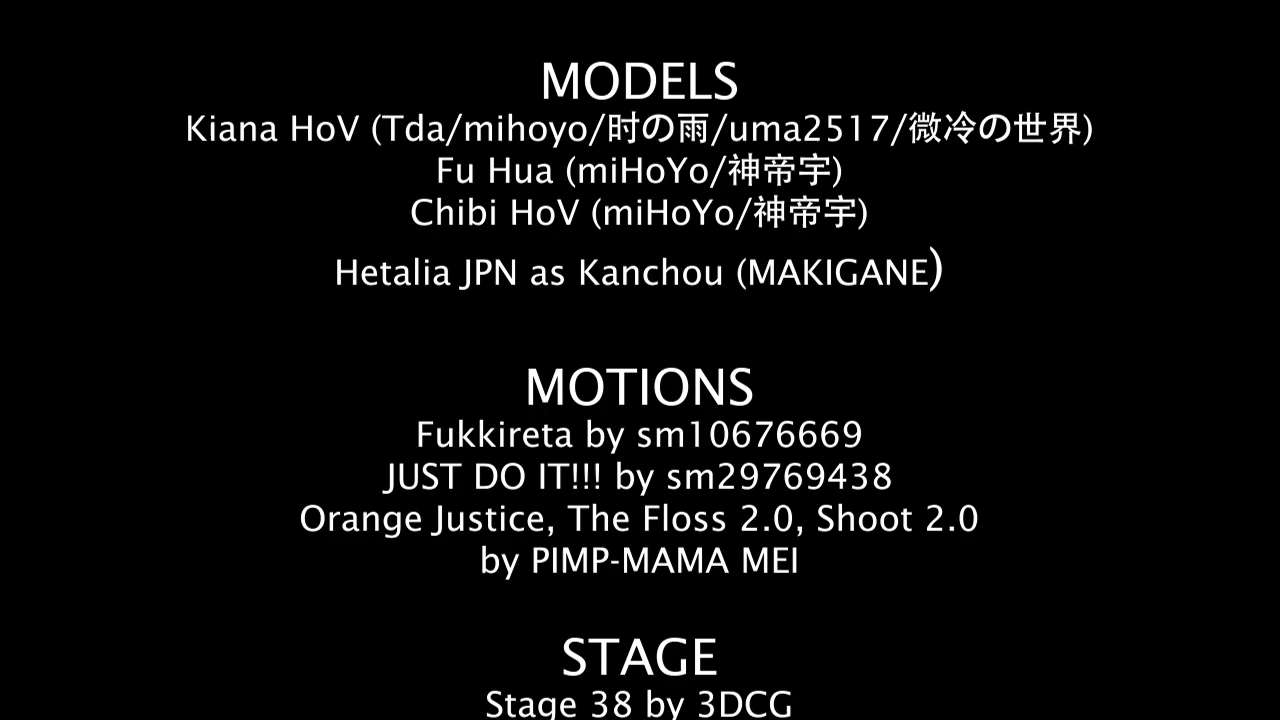 MODELS
Kiana HoV (Tda/mihoyo/时の雨/uma2517/微冷の世界)
Fu Hua (miHoYo/神帝宇)
Chibi HoV (miHoYo/神帝宇)
Hetalia JPN as Kanchou (MAKIGANE)
MOTIONS
Fukkireta by sm10676669
JUST DO IT!!! by sm29769438
Orange Justice, The Floss 2.0, Shoot 2.0
by PIMP-MAMA MEI
STAGE
Stage 38 by 3DCG